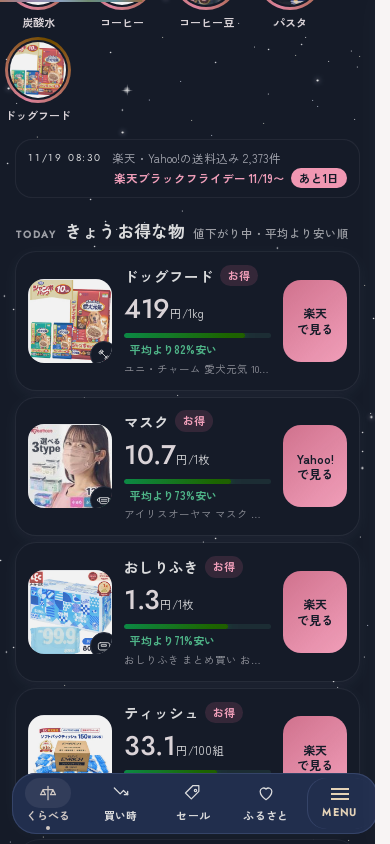 炭酸水 コーヒー コーヒー豆 パスタ
ドッグフード
11/19 08:30 楽天・Yahoo!の送料込み 2,373件
楽天ブラックフライデー 11/19〜 あと1日
TODAY きょうお得な物 値下がり中・平均より安い順
ドッグフード お得
419円/1kg
平均より82%安い
ユニ・チャーム 愛犬元気 10...
楽天
で見る
マスク お得
選べる
3type
10.7円/1枚
平均より73%安い
アイリスオーヤマ マスク ...
Yahoo!
で見る
おしりふき お得
1.3円/1枚
平均より71%安い
おしりふき まとめ買い お...
楽天
で見る
ティッシュ お得
33.1円/100組
楽天
で見る
くらべる 買い時 セール ふるさと MENU